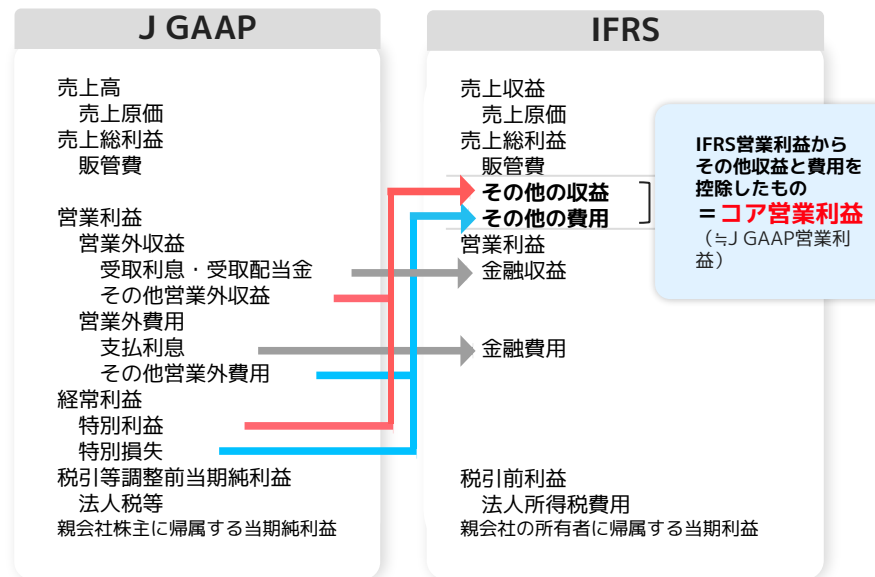 J GAAP
売上高
売上原価
売上総利益
販管費
営業利益
営業外収益
受取利息・受取配当金
その他営業外収益
営業外費用
支払利息
その他営業外費用
経常利益
特別利益
特別損失
税引等調整前当期純利益
法人税等
親会社株主に帰属する当期純利益
IFRS
売上収益
売上原価
売上総利益
販管費
その他の収益
その他の費用
営業利益
金融収益
金融費用
税引前利益
法人所得税費用
親会社の所有者に帰属する当期利益
IFRS営業利益から
その他収益と費用を
控除したもの
＝コア営業利益
（≒J GAAP営業利
益）